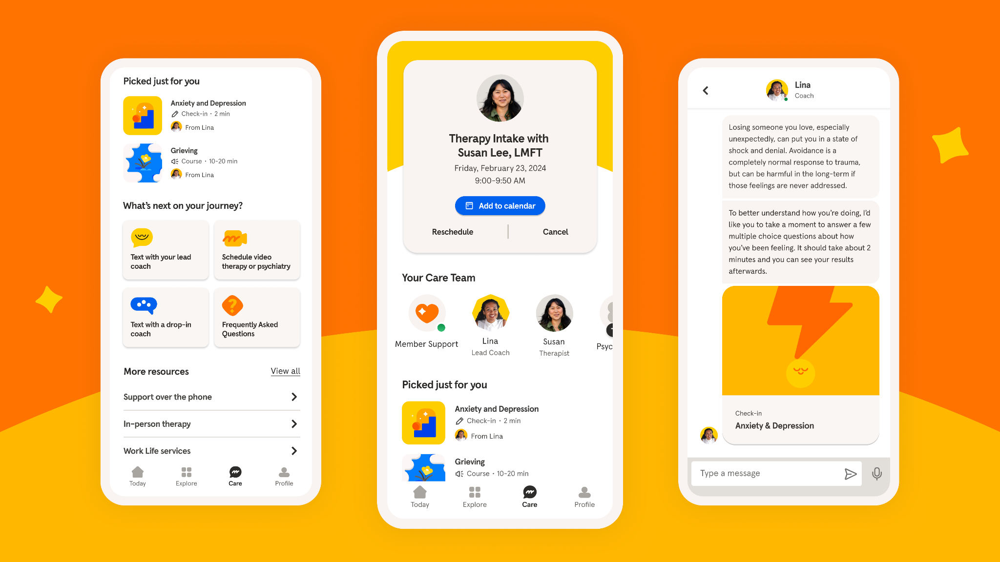 Picked just for you
Anxiety and Depression
Check-in • 2 min
From Lina
Grieving
Course • 10-20 min
From Lina
What’s next on your journey?
Text with your lead
coach
Schedule video
therapy or psychiatry
Text with a drop-in
coach
Frequently Asked
Questions
More resources
View all
Support over the phone
In-person therapy
Work Life services
Today
Explore
Care
Profile
Therapy Intake with
Susan Lee, LMFT
Friday, February 23, 2024
9:00-9:50 AM
Add to calendar
Reschedule
Cancel
Your Care Team
Member Support
Lina
Lead Coach
Susan
Therapist
Psyc
Picked just for you
Anxiety and Depression
Check-in • 2 min
From Lina
Grieving
Course • 10-20 min
Today
Explore
Care
Profile
Lina
Coach
Losing someone you love, especially
unexpectedly, can put you in a state of
shock and denial. Avoidance is a
completely normal response to trauma,
but can be harmful in the long-term if
those feelings are never addressed.
To better understand how you’re doing, I’d
like you to take a moment to answer a few
multiple choice questions about how
you’ve been feeling. It should take about 2
minutes and you can see your results
afterwards.
Check-in
Anxiety & Depression
Type a message